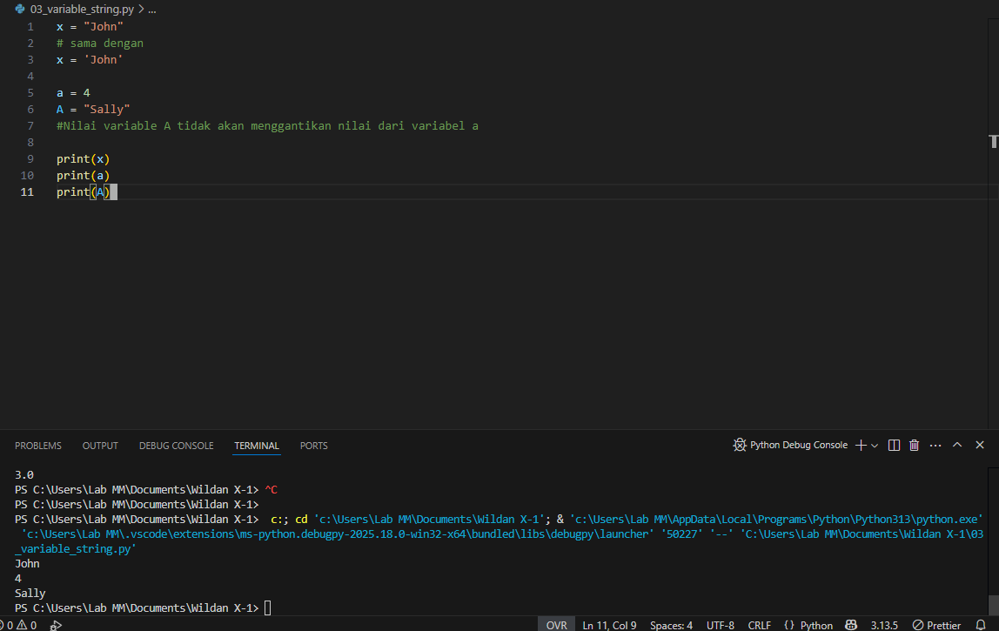 03_variable_string.py > ...
1 x = "John"
2 # sama dengan
3 x = 'John'
4
5 a = 4
6 A = "Sally"
7 #Nilai variable A tidak akan menggantikan nilai dari variabel a
8
9 print(x)
10 print(a)
11 print(A)
PROBLEMS OUTPUT DEBUG CONSOLE TERMINAL PORTS Python Debug Console
3.0
PS C:\Users\Lab MM\Documents\Wildan X-1> ^C
PS C:\Users\Lab MM\Documents\Wildan X-1>
PS C:\Users\Lab MM\Documents\Wildan X-1>  c:; cd 'c:\Users\Lab MM\Documents\Wildan X-1'; & 'c:\Users\Lab MM\AppData\Local\Programs\Python\Python313\python.exe'
'c:\Users\Lab MM\.vscode\extensions\ms-python.debugpy-2025.18.0-win32-x64\bundled\libs\debugpy\launcher' '50227' '--' 'C:\Users\Lab MM\Documents\Wildan X-1\03
_variable_string.py'
John
4
Sally
PS C:\Users\Lab MM\Documents\Wildan X-1>
0 0 OVR Ln 11, Col 9 Spaces: 4 UTF-8 CRLF {} Python 3.13.5 Prettier